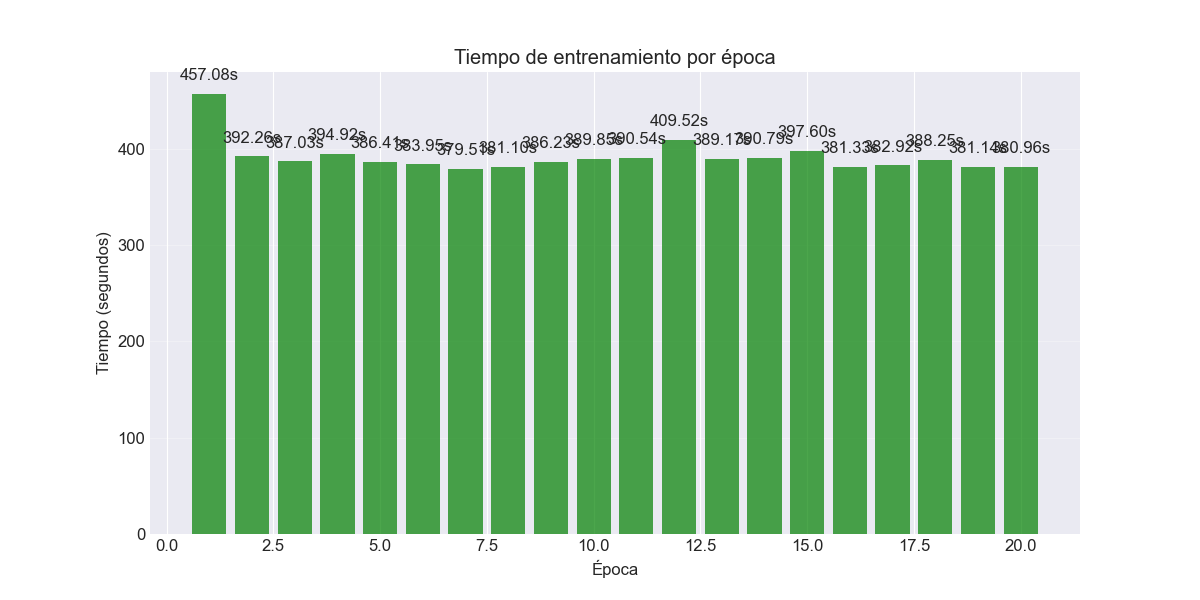 Tiempo de entrenamiento por época
457.08s
392.26s
387.03s
394.92s
386.41s
383.95s
379.51s
381.10s
386.23s
389.85s
390.54s
409.52s
389.17s
390.79s
397.60s
381.33s
382.92s
388.25s
381.14s
380.96s
400
300
200
100
0
Tiempo (segundos)
0.0 2.5 5.0 7.5 10.0 12.5 15.0 17.5 20.0
Época